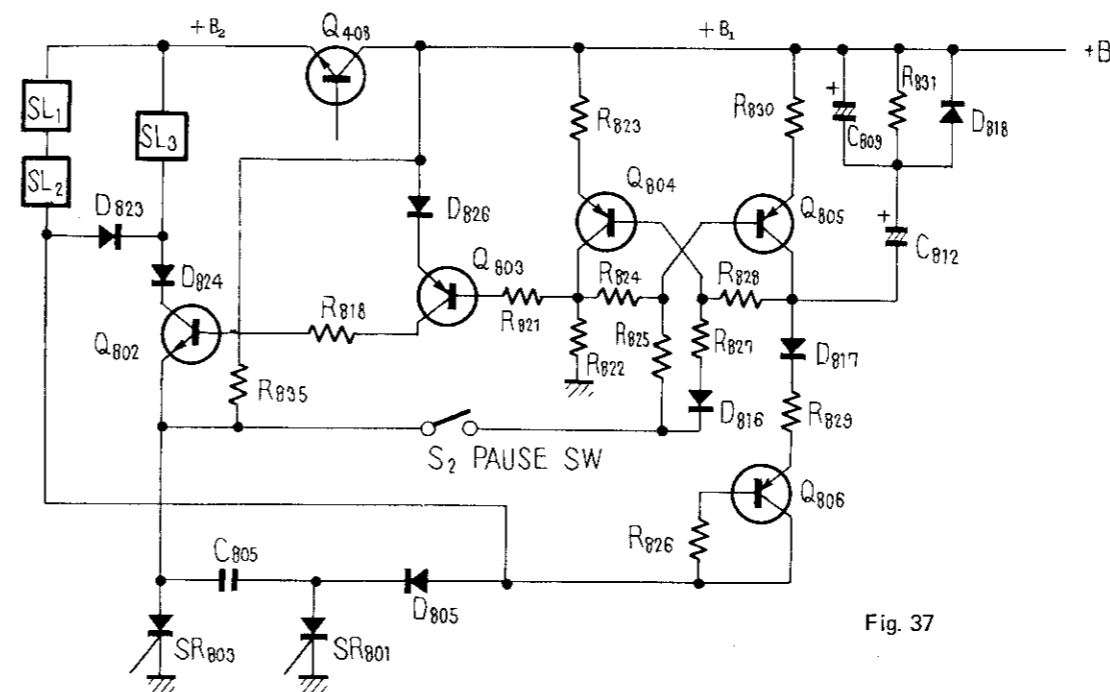 +B₂
Q408
+B₁
+B
SL₁
SL₂
SL₃
R823
R830
C809
R831
D818
D823
D826
Q804
Q805
C812
D824
Q803
R824
R828
R818
R821
Q802
R835
R822
R825
R827
D817
D816
R829
S₂ PAUSE SW
Q806
R826
C805
D805
SR803
SR801
Fig. 37